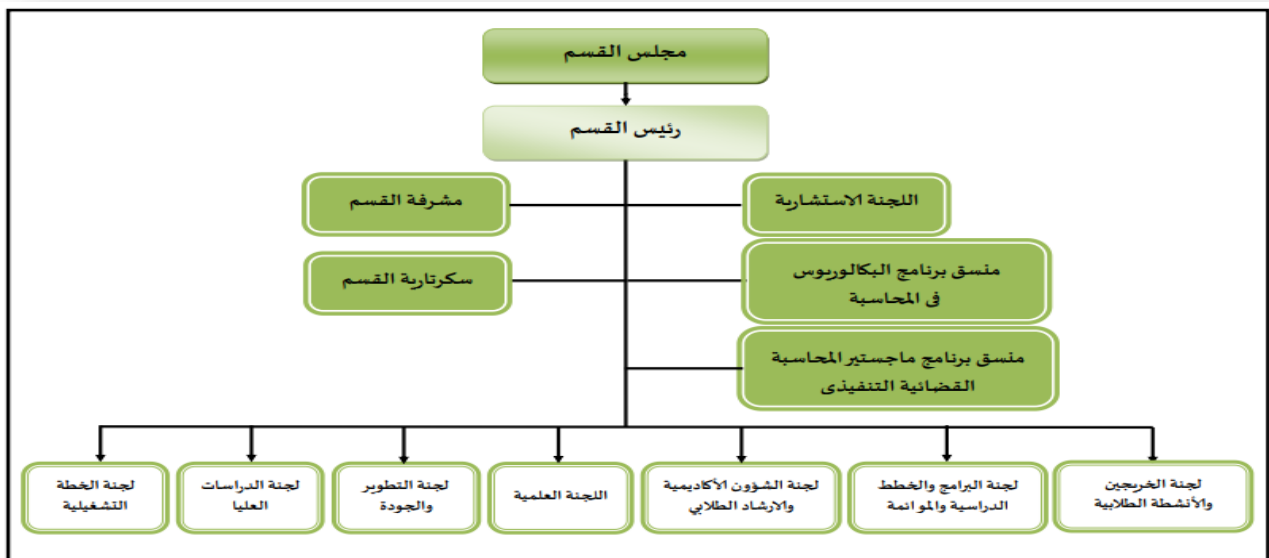 مجلس القسم
رئيس القسم
اللجنة الاستشارية
مشرفة القسم
منسق برنامج البكالوريوس
فى المحاسبة
سكرتارية القسم
منسق برنامج ماجستير المحاسبة
القضائية التنفيذى
لجنة الخريجين
والأنشطة الطلابية
لجنة البرامج والخطط
الدراسية والموائمة
لجنة الشؤون الأكاديمية
والارشاد الطلابي
اللجنة العلمية
لجنة التطوير
والجودة
لجنة الدراسات
العليا
لجنة الخطة
التشغيلية